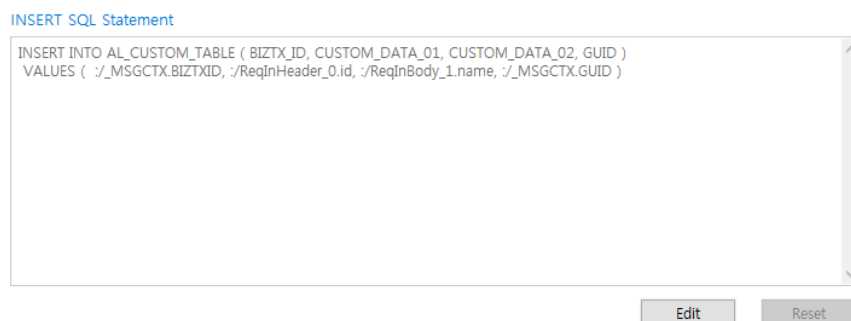 INSERT SQL Statement
INSERT INTO AL_CUSTOM_TABLE ( BIZTX_ID, CUSTOM_DATA_01, CUSTOM_DATA_02, GUID )
VALUES (  :/_MSGCTX.BIZTXID, :/ReqInHeader_0.id, :/ReqInBody_1.name, :/_MSGCTX.GUID )
Edit Reset